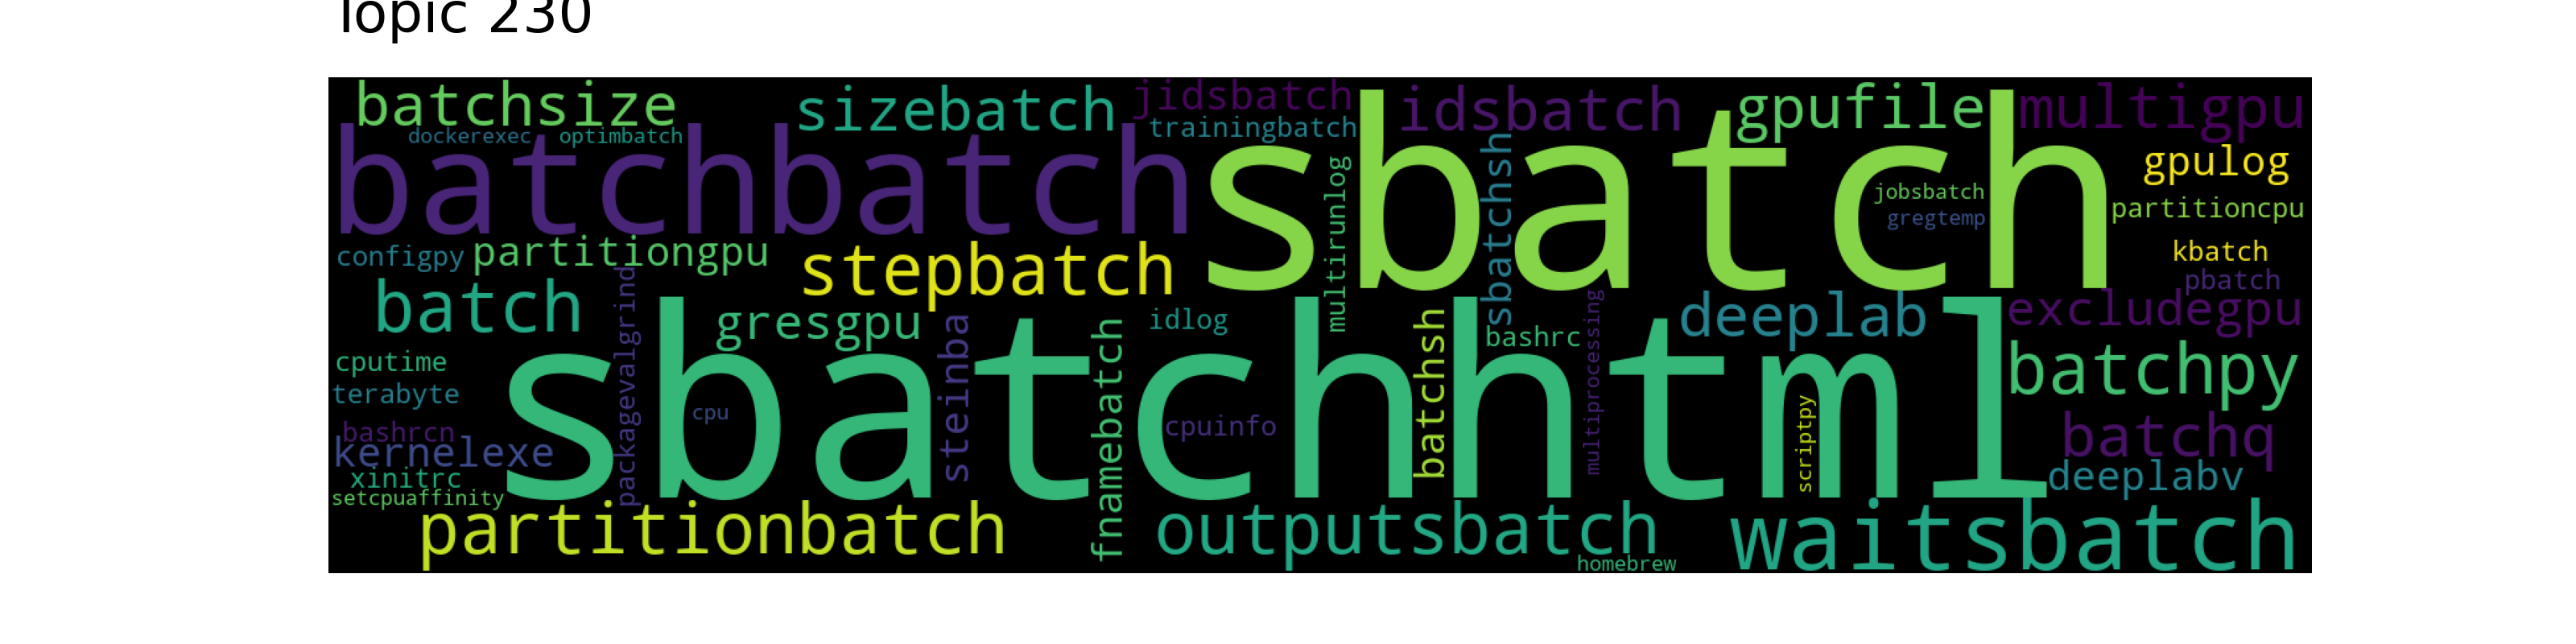 Topic 230
batchsize
sizebatch
jidsbatch
idsbatch
gpufile
multigpu
dockerexec
optimbatch
trainingbatch
batchbatch
sbatch
sbatchsh
multirunlog
gpulog
jobsbatch
gregtemp
partitioncpu
configpy
partitiongpu
stepbatch
kbatch
pbatch
batch
packagevalgrind
gresgpu
steinba
idlog
fnamebatch
batchsh
bashrc
multiprocessing
deeplab
excludegpu
cputime
terabyte
sbatchhtml
cpu
cpuinfo
scriptpy
batchpy
bashrcn
kernelexe
batchq
xinitrc
deeplabv
setcpuaffinity
partitionbatch
outputsbatch
homebrew
waitsbatch